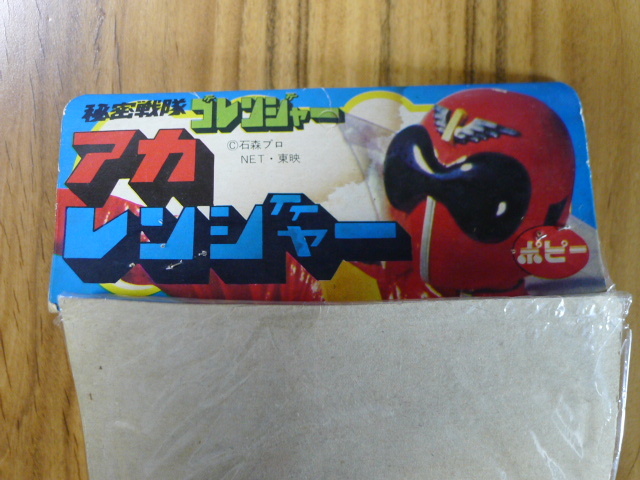 秘密戦隊ゴレンジャー
アカ
レンジャー
©石森プロ
NET・東映
ポピー